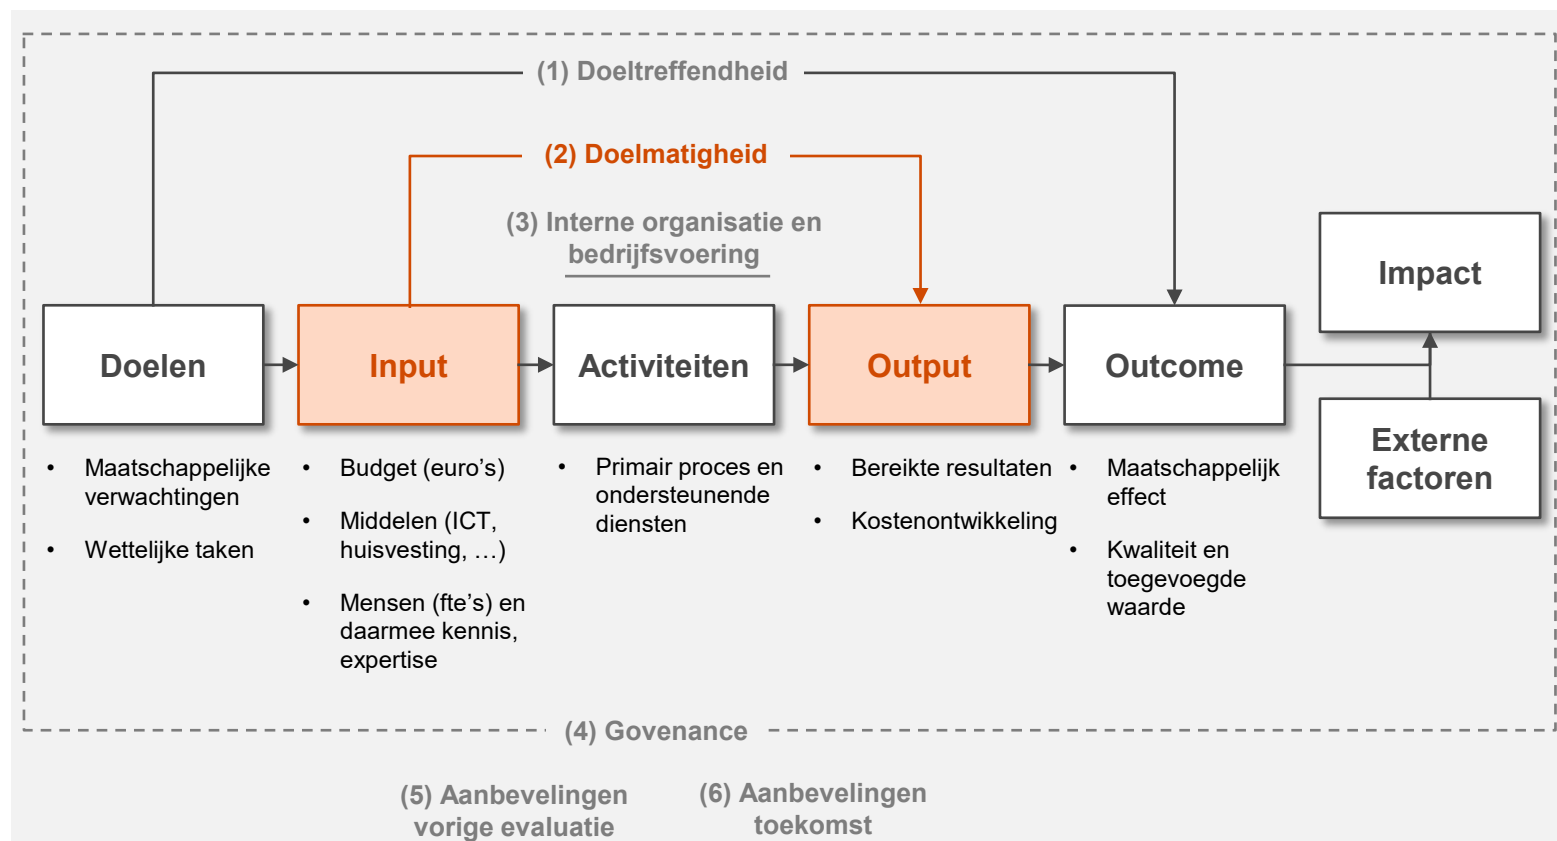 (1) Doeltreffendheid
(2) Doelmatigheid
(3) Interne organisatie en
bedrijfsvoering
Doelen
Input
Activiteiten
Output
Outcome
Impact
Externe
factoren
• Maatschappelijke
verwachtingen
• Wettelijke taken
• Budget (euro’s)
• Middelen (ICT,
huisvesting, …)
• Mensen (fte’s) en
daarmee kennis,
expertise
• Primair proces en
ondersteunende
diensten
• Bereikte resultaten
• Kostenontwikkeling
• Maatschappelijk
effect
• Kwaliteit en
toegevoegde
waarde
(4) Govenance
(5) Aanbevelingen
vorige evaluatie
(6) Aanbevelingen
toekomst